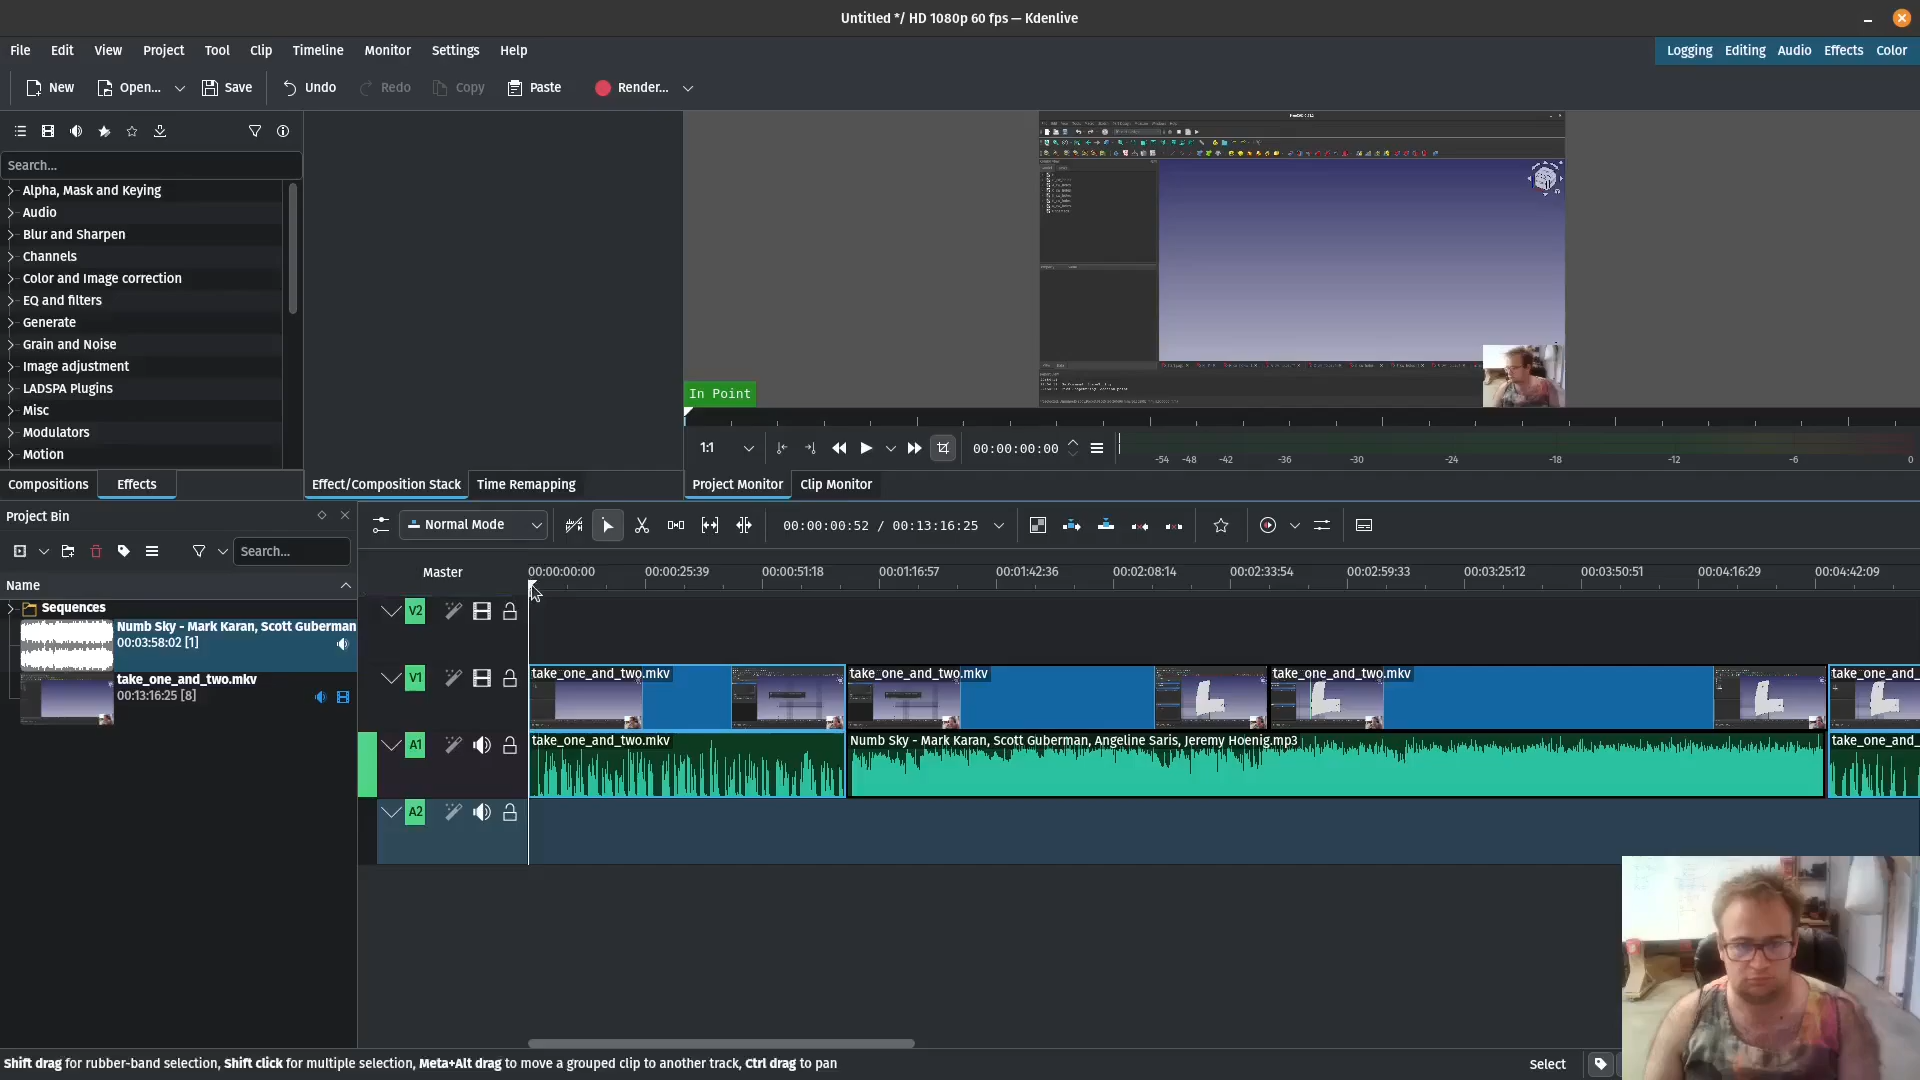 Untitled */ HD 1080p 60 fps — Kdenlive
File Edit View Project Tool Clip Timeline Monitor Settings Help
Logging Editing Audio Effects Color
New Open... Save Undo Redo Copy Paste Render...
Search...
Alpha, Mask and Keying
Audio
Blur and Sharpen
Channels
Color and Image correction
EQ and filters
Generate
Grain and Noise
Image adjustment
LADSPA Plugins
Misc
Modulators
Motion
Compositions Effects
Effect/Composition Stack Time Remapping
In Point
1:1 00:00:00:00
-54 -48 -42 -36 -30 -24 -18 -12 -6 0
Project Monitor Clip Monitor
Project Bin
Search...
Name
Sequences
Numb Sky - Mark Karan, Scott Guberman
00:03:58:02 [1]
take_one_and_two.mkv
00:13:16:25 [8]
Normal Mode 00:00:00:52 / 00:13:16:25
Master 00:00:00:00 00:00:25:39 00:00:51:18 00:01:16:57 00:01:42:36 00:02:08:14 00:02:33:54 00:02:59:33 00:03:25:12 00:03:50:51 00:04:16:29 00:04:42:09
V2
V1 take_one_and_two.mkv take_one_and_two.mkv take_one_and_two.mkv take_one_and_
A1 take_one_and_two.mkv Numb Sky - Mark Karan, Scott Guberman, Angeline Saris, Jeremy Hoenig.mp3 take_one_and_
A2
Shift drag for rubber-band selection, Shift click for multiple selection, Meta+Alt drag to move a grouped clip to another track, Ctrl drag to pan
Select